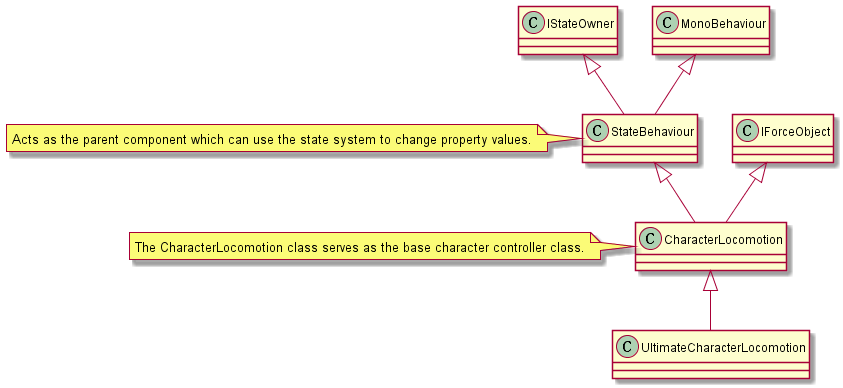 C IStateOwner
C MonoBehaviour
Acts as the parent component which can use the state system to change property values.
C StateBehaviour
C IForceObject
The CharacterLocomotion class serves as the base character controller class.
C CharacterLocomotion
C UltimateCharacterLocomotion